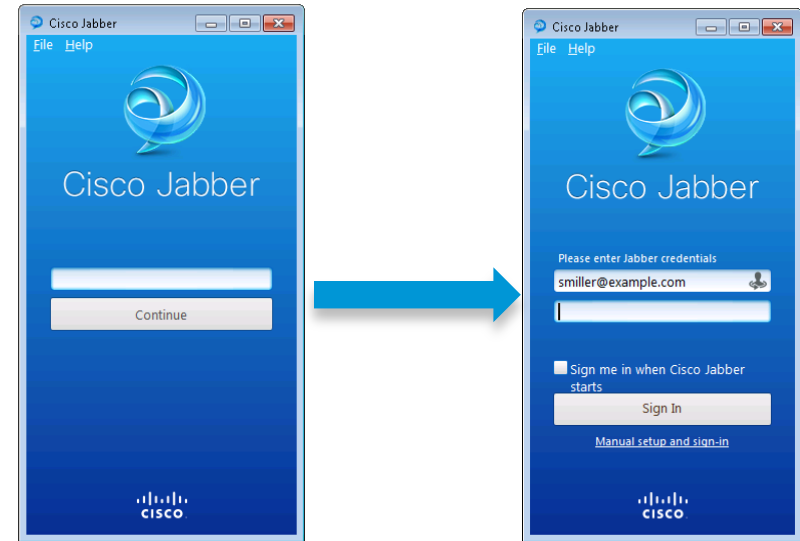 Cisco Jabber
File Help
Cisco Jabber
Continue
CISCO
Cisco Jabber
File Help
Cisco Jabber
Please enter Jabber credentials
smiller@example.com
Sign me in when Cisco Jabber
starts
Sign In
Manual setup and sign-in
CISCO